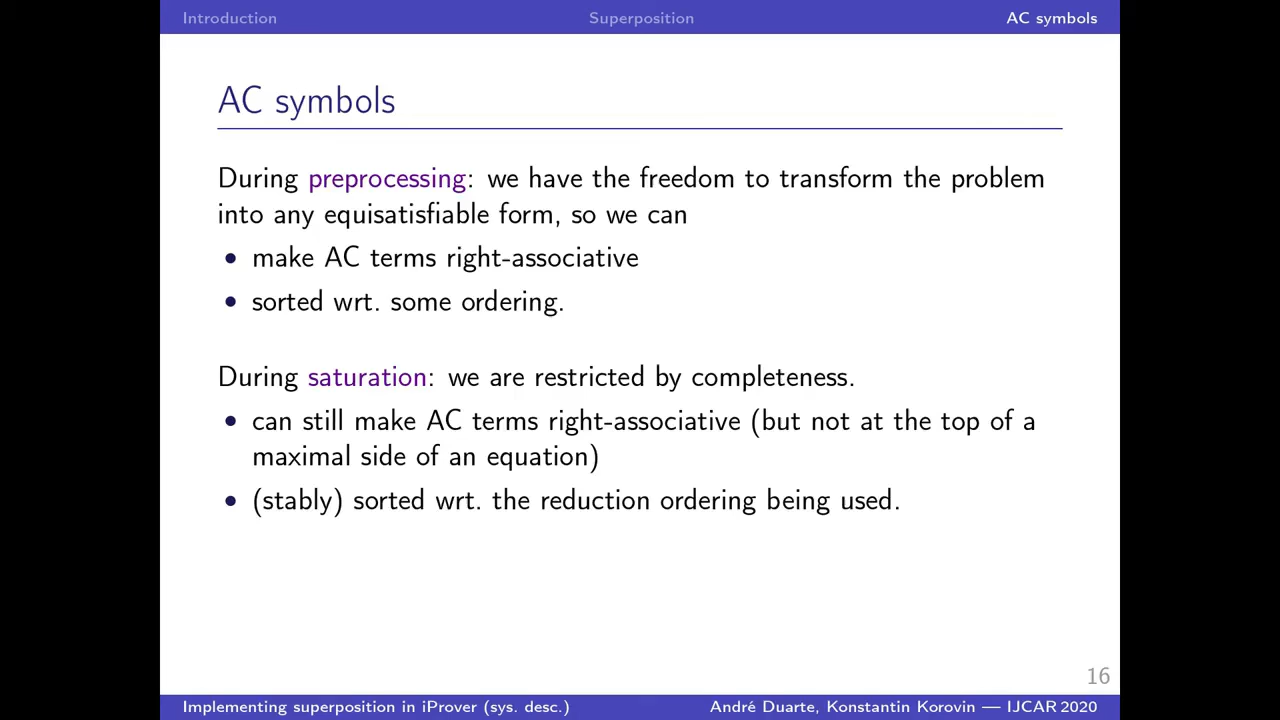 Introduction Superposition AC symbols
AC symbols
During preprocessing: we have the freedom to transform the problem
into any equisatisfiable form, so we can
• make AC terms right-associative
• sorted wrt. some ordering.
During saturation: we are restricted by completeness.
• can still make AC terms right-associative (but not at the top of a
maximal side of an equation)
• (stably) sorted wrt. the reduction ordering being used.
16
Implementing superposition in iProver (sys. desc.) André Duarte, Konstantin Korovin — IJCAR 2020